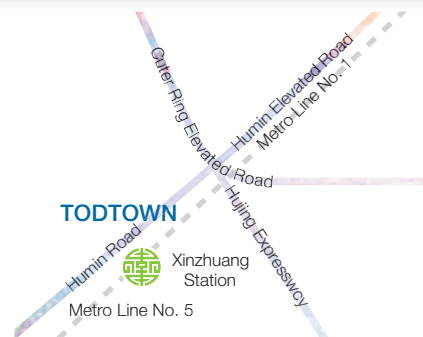 Outer Ring Elevated Road
Humin Elevated Road
Metro Line No. 1
Hujing Expresswcy
TODTOWN
Humin Road
Xinzhuang
Station
Metro Line No. 5